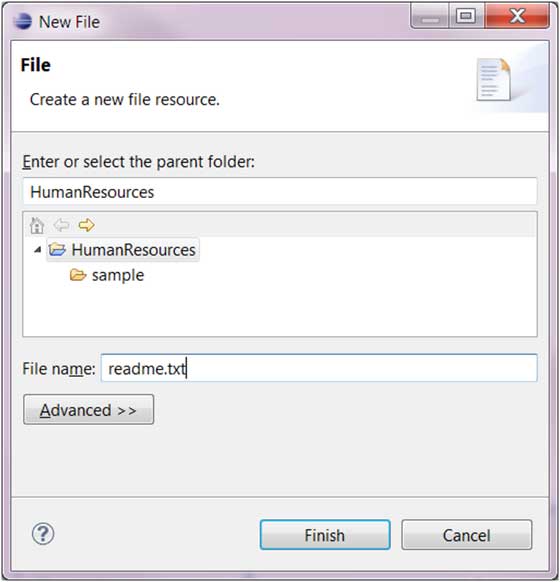 New File
File
Create a new file resource.
Enter or select the parent folder:
HumanResources
HumanResources
sample
File name: readme.txt
Advanced >>
?
Finish Cancel